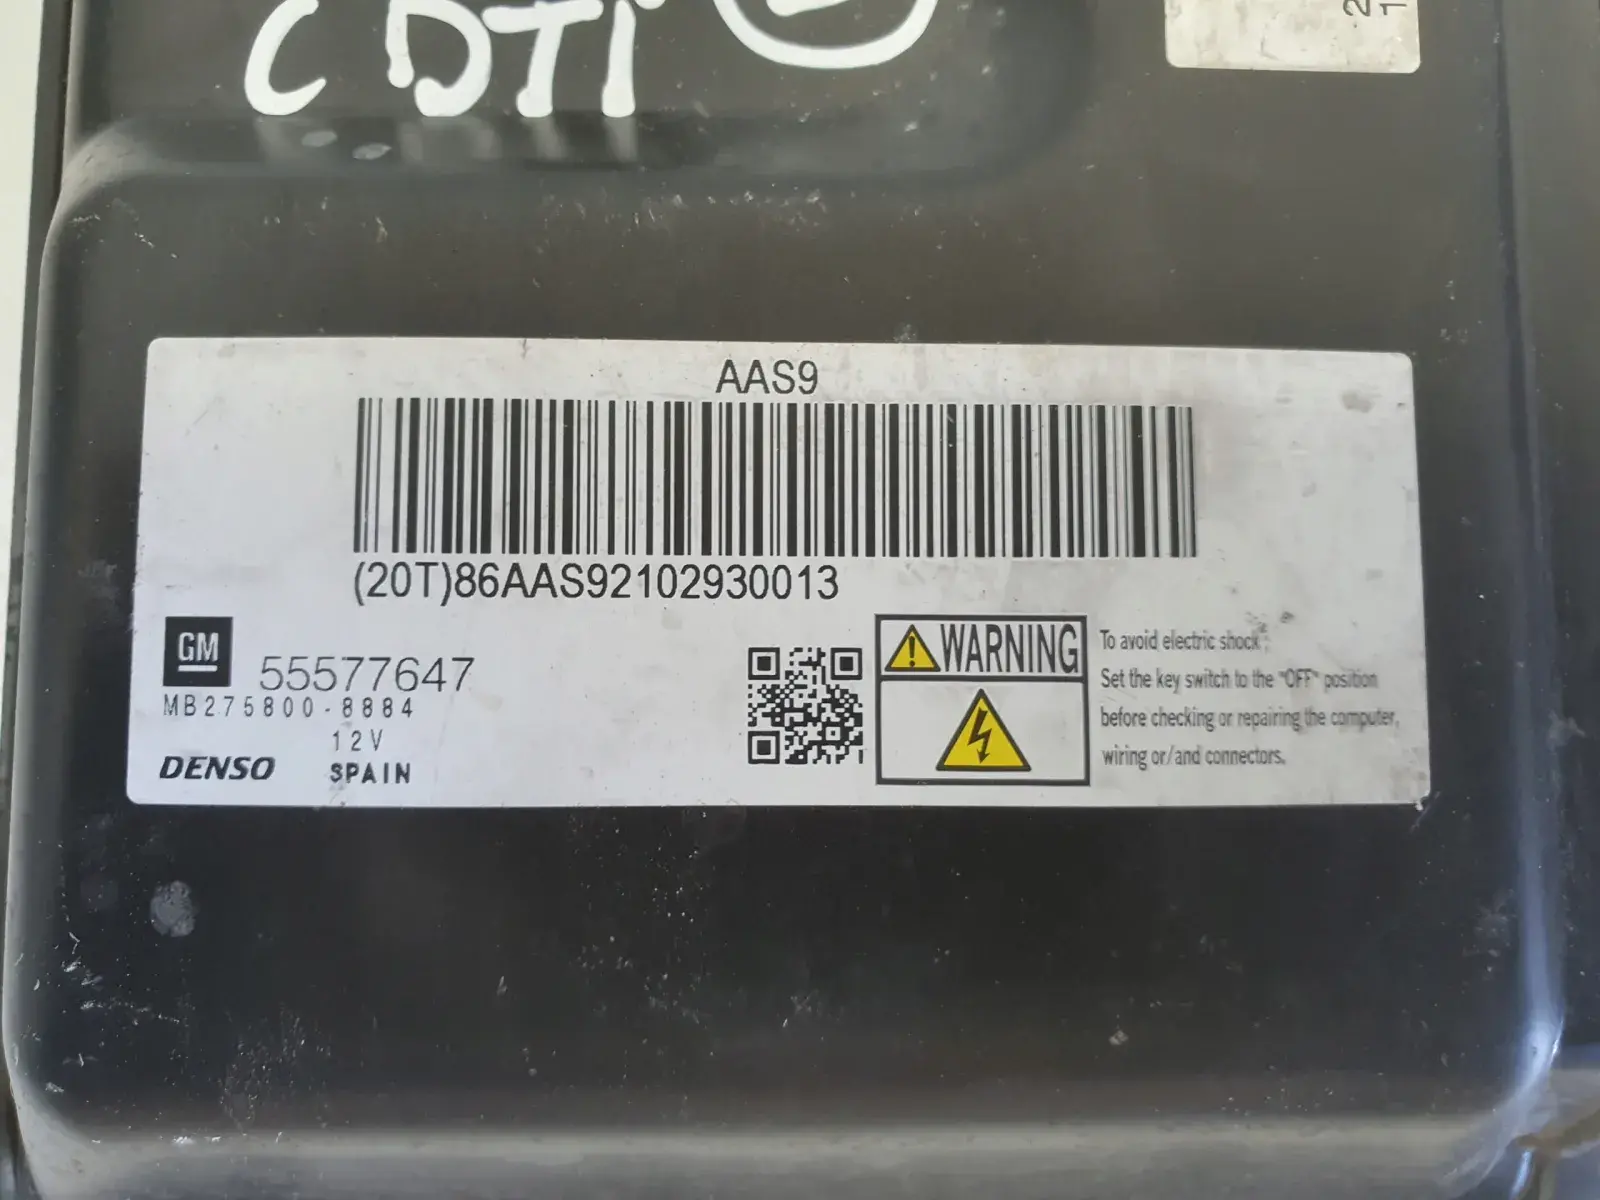 CDTi
AAS9
(20T)86AAS92102930013
GM
55577647
MB275800-8884
12V
DENSO SPAIN
WARNING
To avoid electric shock;
Set the key switch to the "OFF" position
before checking or repairing the computer,
wiring or/and connectors.